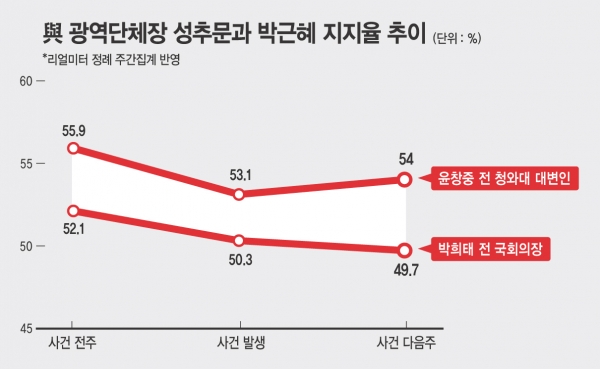 與 광역단체장 성추문과 박근혜 지지율 추이 (단위 : %)
*리얼미터 정례 주간집계 반영
60
55
50
45
55.9
53.1
54
윤창중 전 청와대 대변인
52.1
50.3
49.7
박희태 전 국회의장
사건 전주
사건 발생
사건 다음주